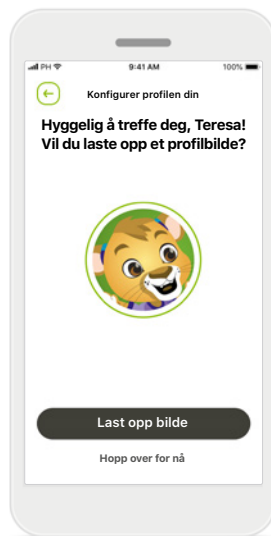 PH 9:41 AM 100%
Konfigurer profilen din
Hyggelig å treffe deg, Teresa!
Vil du laste opp et profilbilde?
Last opp bilde
Hopp over for nå